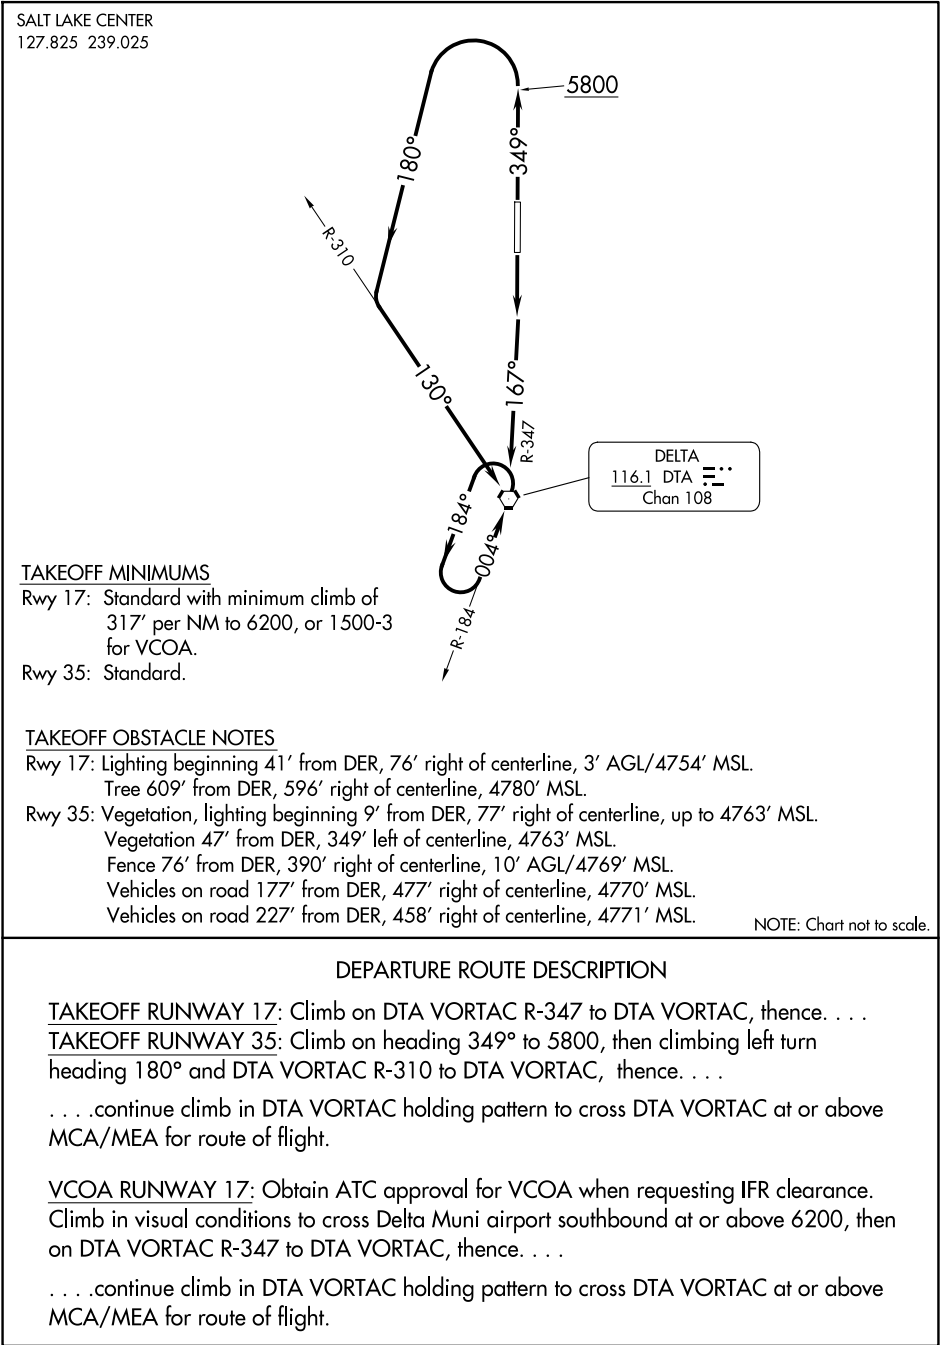 SALT LAKE CENTER
127.825 239.025
5800
349°
180°
R-310
130°
167°
R-347
DELTA
116.1 DTA
Chan 108
184°
004°
R-184
TAKEOFF MINIMUMS
Rwy 17: Standard with minimum climb of
317' per NM to 6200, or 1500-3
for VCOA.
Rwy 35: Standard.
TAKEOFF OBSTACLE NOTES
Rwy 17: Lighting beginning 41' from DER, 76' right of centerline, 3' AGL/4754' MSL.
Tree 609' from DER, 596' right of centerline, 4780' MSL.
Rwy 35: Vegetation, lighting beginning 9' from DER, 77' right of centerline, up to 4763' MSL.
Vegetation 47' from DER, 349' left of centerline, 4763' MSL.
Fence 76' from DER, 390' right of centerline, 10' AGL/4769' MSL.
Vehicles on road 177' from DER, 477' right of centerline, 4770' MSL.
Vehicles on road 227' from DER, 458' right of centerline, 4771' MSL.
NOTE: Chart not to scale.
DEPARTURE ROUTE DESCRIPTION
TAKEOFF RUNWAY 17: Climb on DTA VORTAC R-347 to DTA VORTAC, thence. . . .
TAKEOFF RUNWAY 35: Climb on heading 349° to 5800, then climbing left turn
heading 180° and DTA VORTAC R-310 to DTA VORTAC, thence. . . .
. . . .continue climb in DTA VORTAC holding pattern to cross DTA VORTAC at or above
MCA/MEA for route of flight.
VCOA RUNWAY 17: Obtain ATC approval for VCOA when requesting IFR clearance.
Climb in visual conditions to cross Delta Muni airport southbound at or above 6200, then
on DTA VORTAC R-347 to DTA VORTAC, thence. . . .
. . . .continue climb in DTA VORTAC holding pattern to cross DTA VORTAC at or above
MCA/MEA for route of flight.